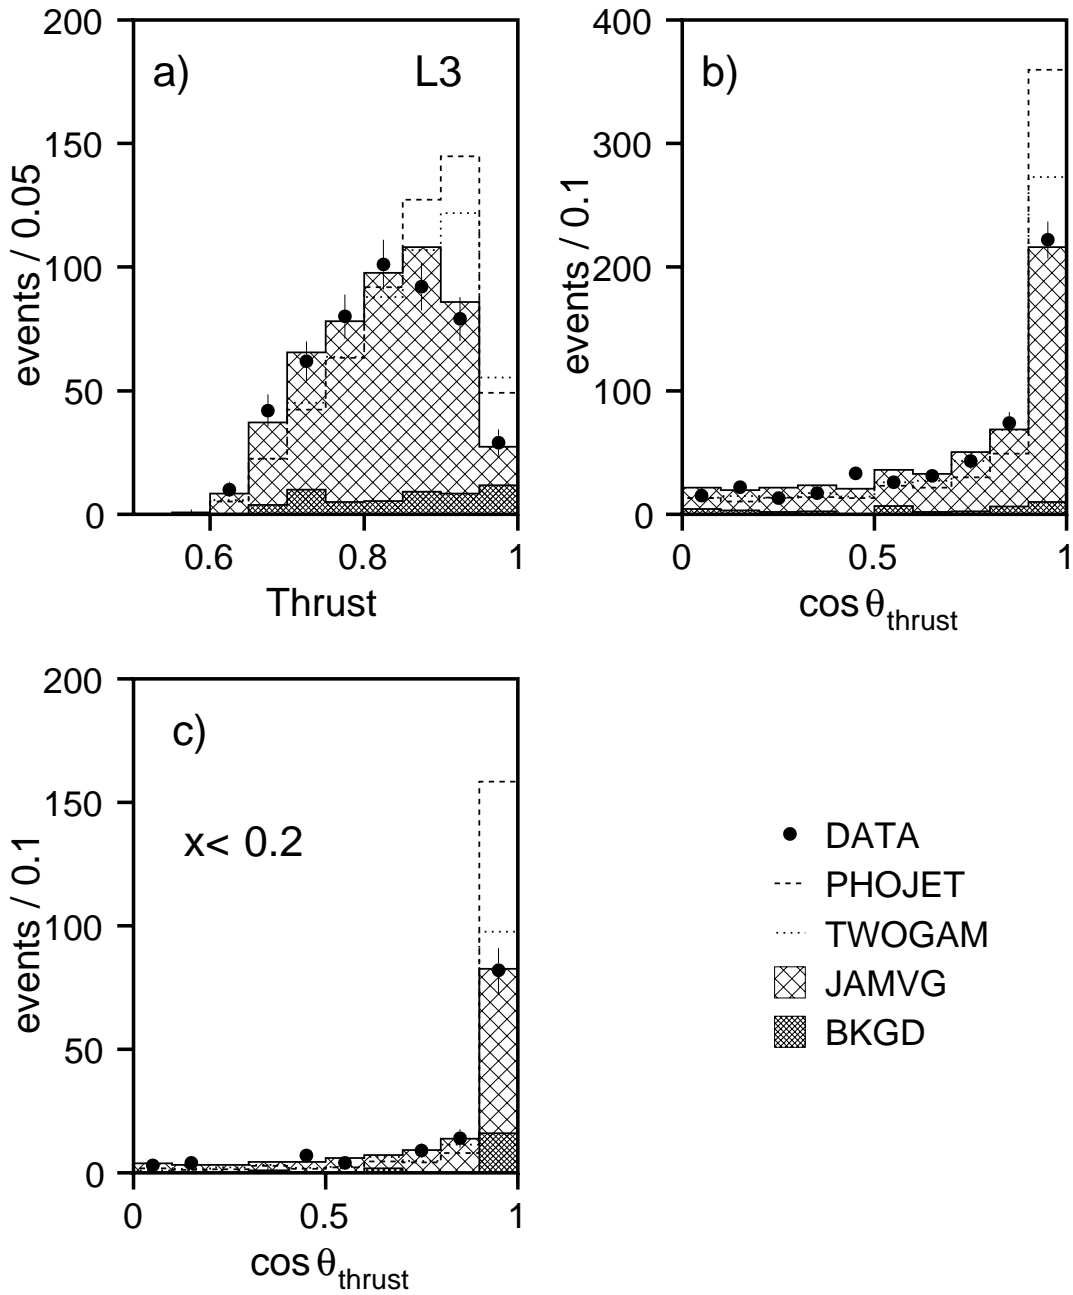 a)
L3
200
150
100
50
0
events / 0.05
0.6
0.8
1
Thrust
b)
400
300
200
100
0
events / 0.1
0
0.5
1
cos θthrust
c)
x< 0.2
200
150
100
50
0
events / 0.1
0
0.5
1
cos θthrust
DATA
PHOJET
TWOGAM
JAMVG
BKGD